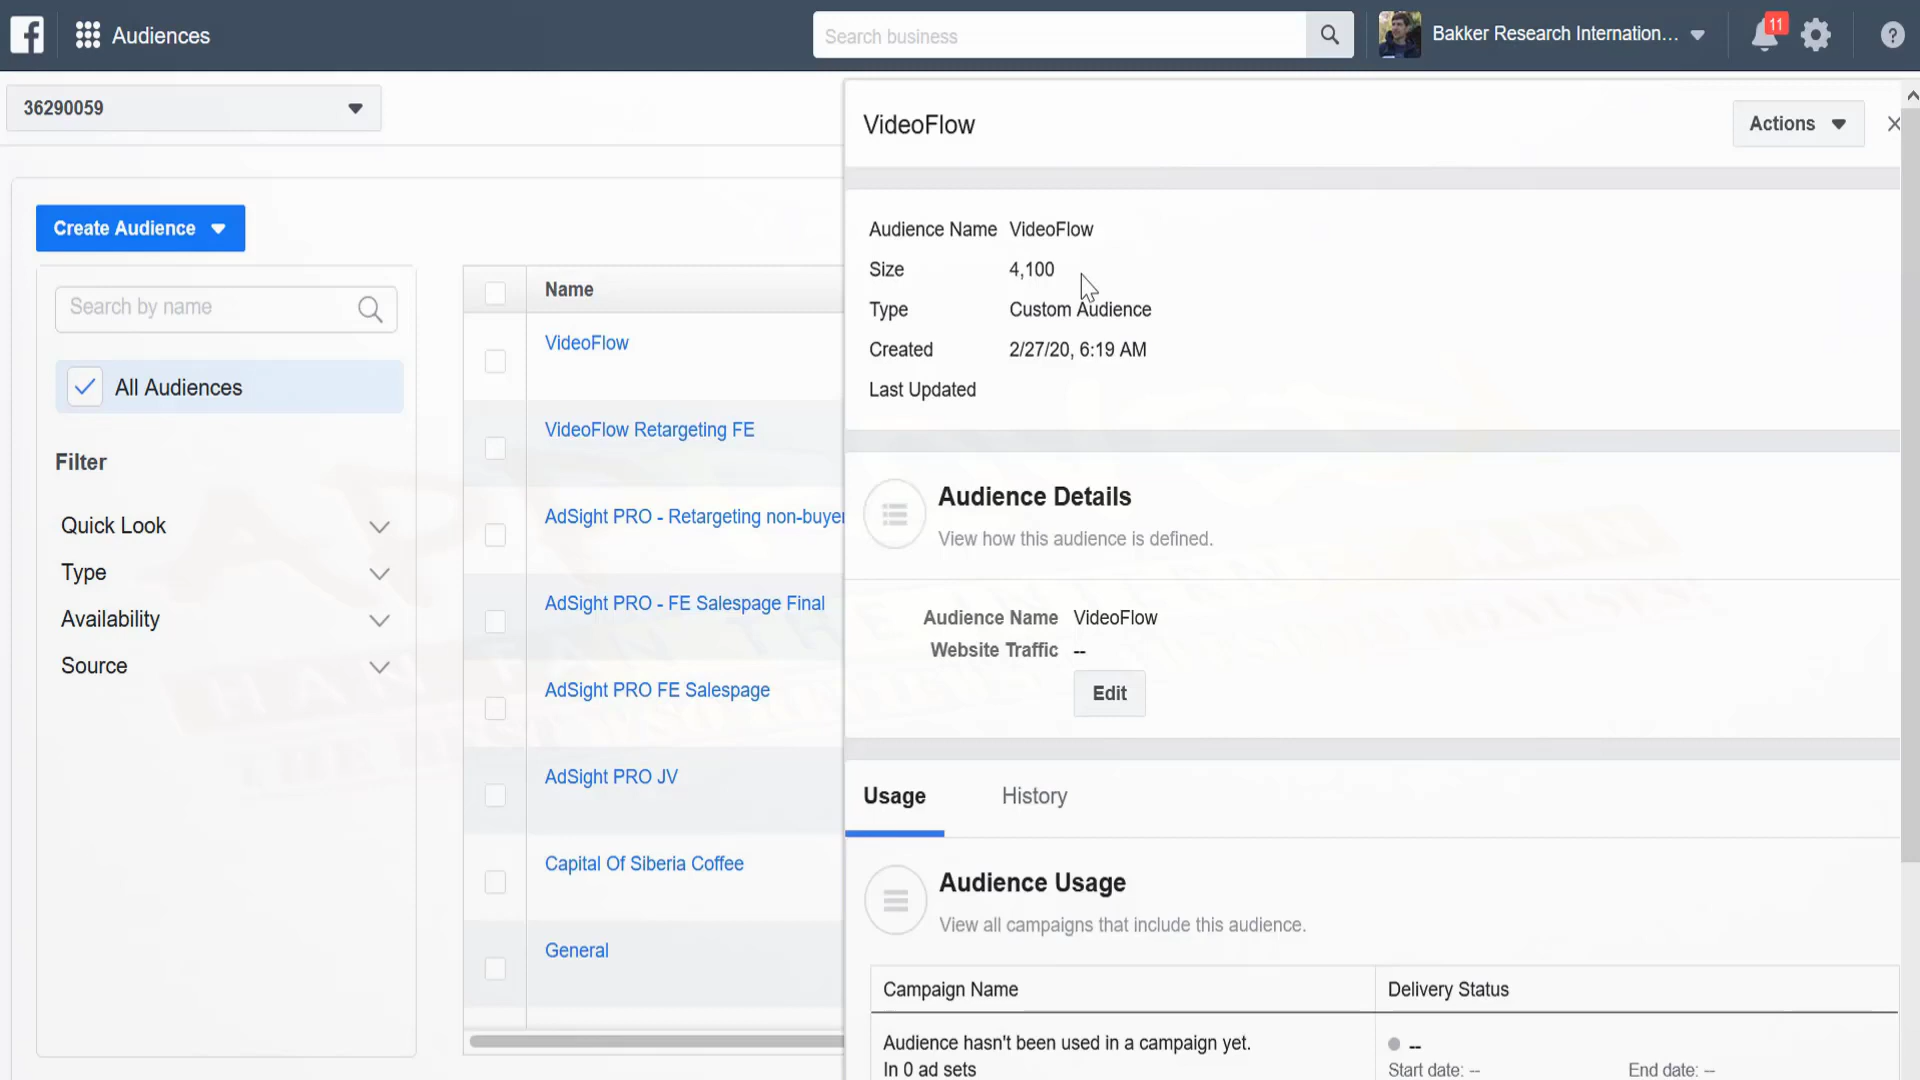 Audiences
Search business
Bakker Research Internation...
11
36290059
VideoFlow
Actions
Create Audience
Search by name
All Audiences
Filter
Quick Look
Type
Availability
Source
Name
VideoFlow
VideoFlow Retargeting FE
AdSight PRO - Retargeting non-buyer
AdSight PRO - FE Salespage Final
AdSight PRO FE Salespage
AdSight PRO JV
Capital Of Siberia Coffee
General
Audience Name VideoFlow
Size 4,100
Type Custom Audience
Created 2/27/20, 6:19 AM
Last Updated
Audience Details
View how this audience is defined.
Audience Name VideoFlow
Website Traffic --
Edit
Usage History
Audience Usage
View all campaigns that include this audience.
Campaign Name Delivery Status
Audience hasn't been used in a campaign yet. --
In 0 ad sets Start date: -- End date: --